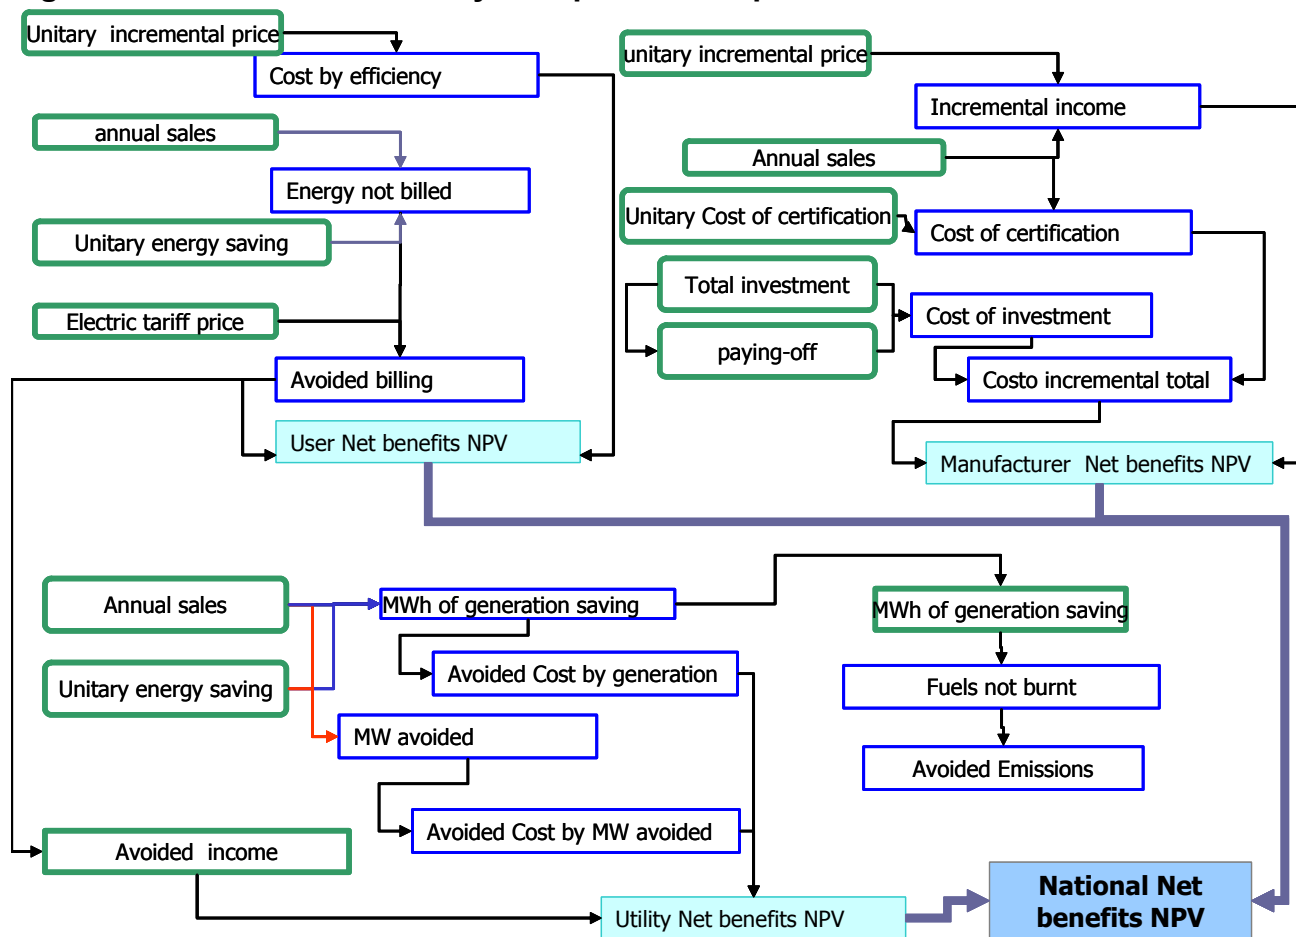 Unitary incremental price
Cost by efficiency
annual sales
Energy not billed
Unitary energy saving
Electric tariff price
Avoided billing
User Net benefits NPV
unitary incremental price
Incremental income
Annual sales
Unitary Cost of certification
Cost of certification
Total investment
Cost of investment
paying-off
Costo incremental total
Manufacturer Net benefits NPV
Annual sales
MWh of generation saving
Avoided Cost by generation
Unitary energy saving
MW avoided
Avoided Cost by MW avoided
Avoided income
Utility Net benefits NPV
MWh of generation saving
Fuels not burnt
Avoided Emissions
National Net
benefits NPV